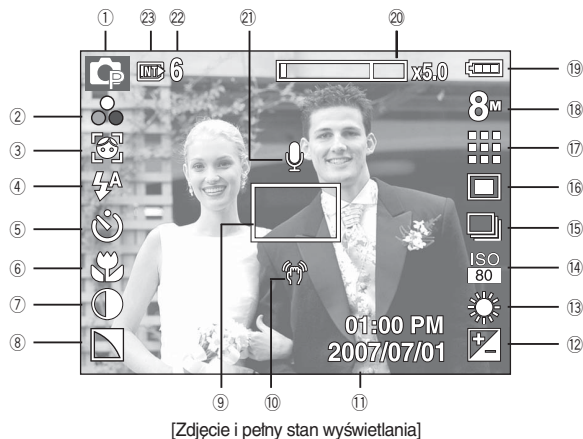 ① ㉓ ㉒ ㉑ ⑳
P INT 6 x5.0 ⑲
② 8M ⑱
③ ⑰
④ A ⑯
⑤ ⑮
⑥ ISO 80 ⑭
⑦ ⑬
⑧ 01:00 PM
2007/07/01 ⑫
⑨ ⑩ ⑪
[Zdjęcie i pełny stan wyświetlania]